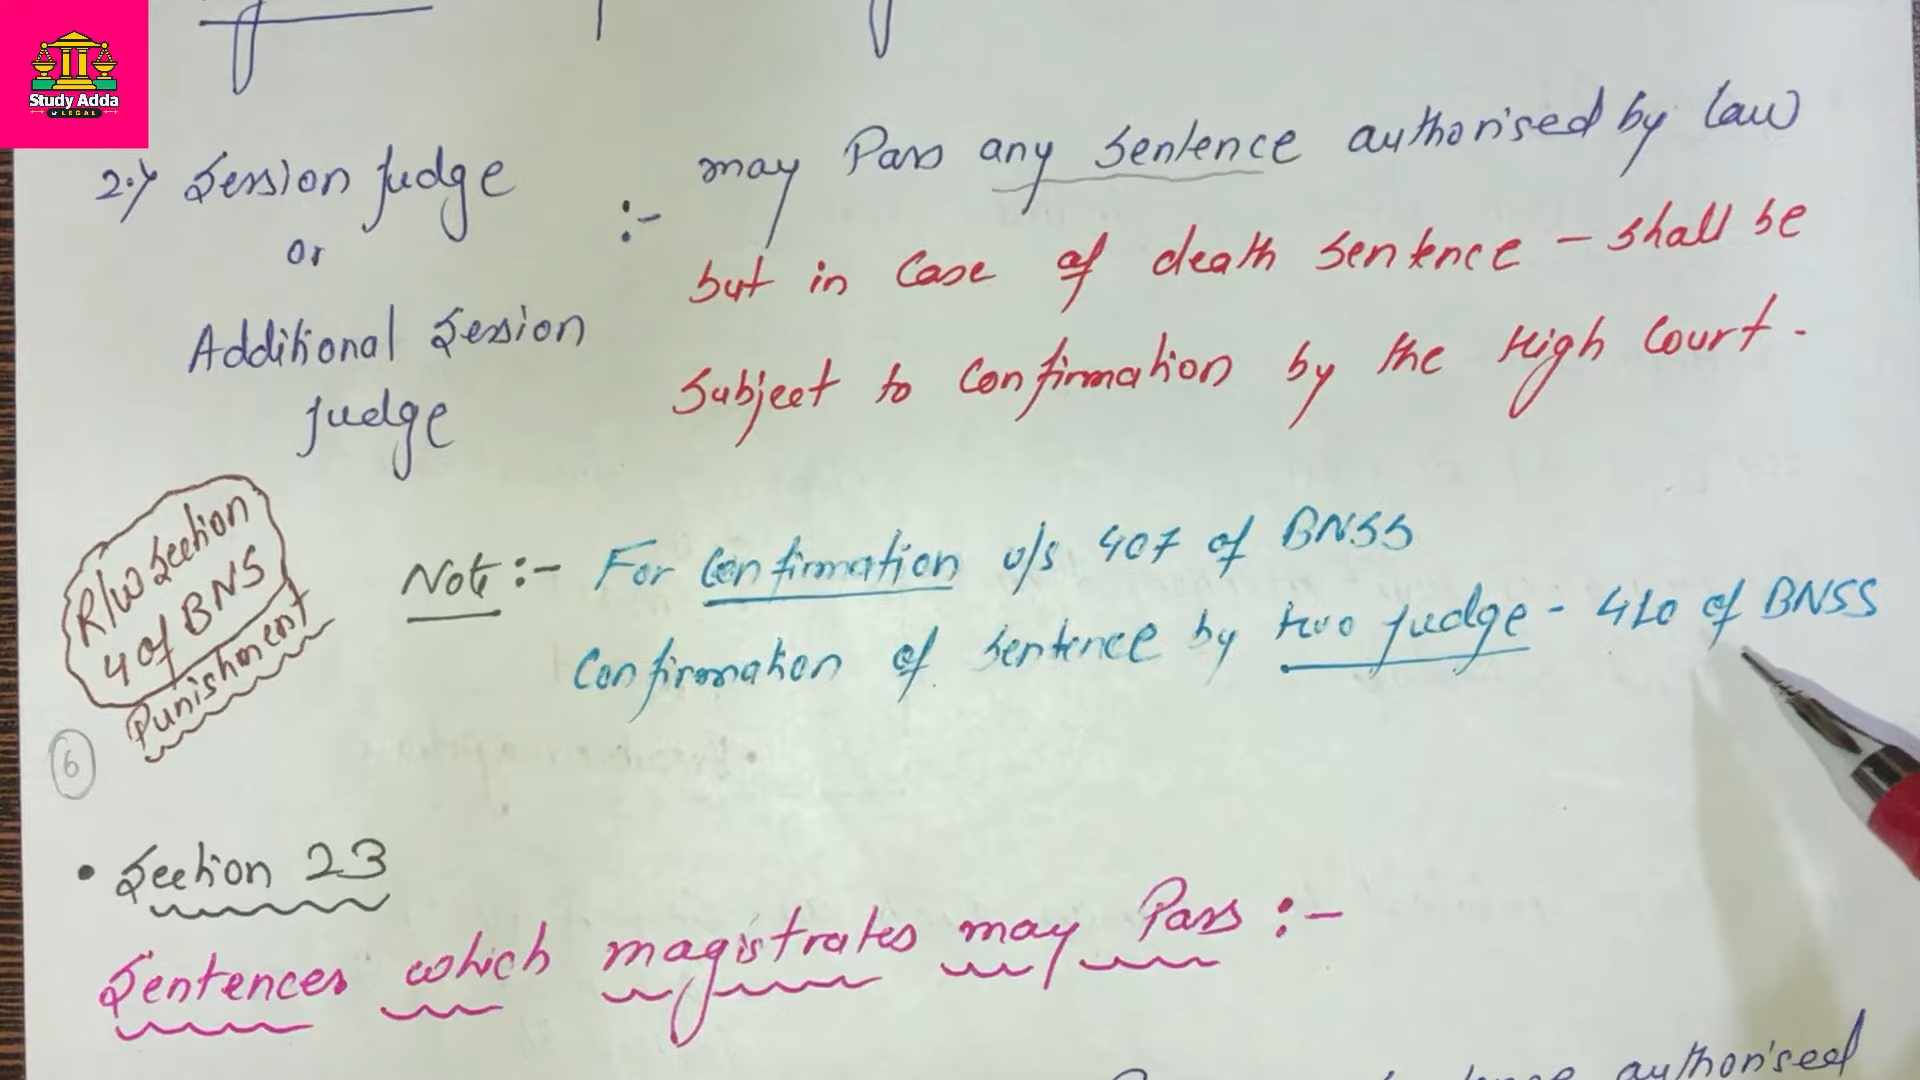 Study Adda
LEGAL
2.) Session Judge
or
Additional Session
Judge
:- may Pass any sentence authorised by law
but in case of death sentence - shall be
subject to confirmation by the High Court.
R/W Section
4 of BNS
Punishment
Note :- For Confirmation u/s 407 of BNSS
Confirmation of sentence by two judge - 410 of BNSS
6
• Section 23
Sentences which magistrates may Pass :-
authorised